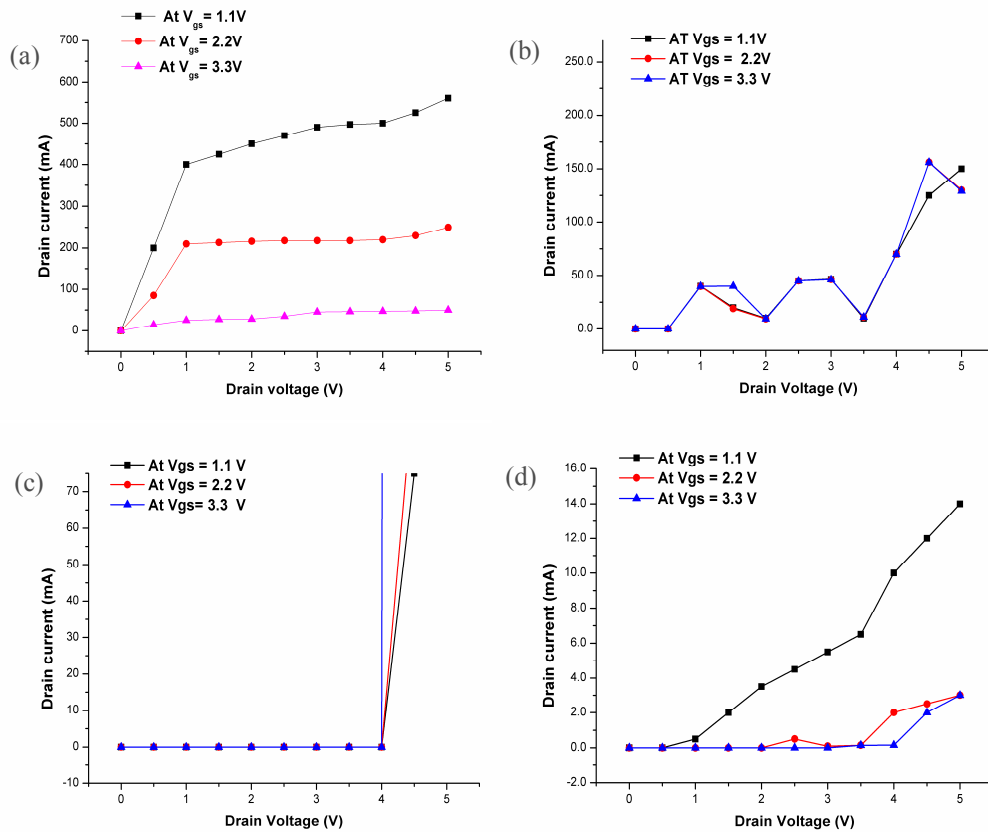 (a)
At Vgs = 1.1V
At Vgs = 2.2V
At Vgs = 3.3V
700
600
500
400
300
200
100
0
Drain current (mA)
0 1 2 3 4 5
Drain voltage (V)
(b)
AT Vgs = 1.1V
AT Vgs = 2.2V
AT Vgs = 3.3 V
250.0
200.0
150.0
100.0
50.0
0.0
Drain current (mA)
0 1 2 3 4 5
Drain Voltage (V)
(c)
At Vgs = 1.1 V
At Vgs = 2.2 V
At Vgs= 3.3 V
70
60
50
40
30
20
10
0
-10
Drain current (mA)
0 1 2 3 4 5
Drain Voltage (V)
(d)
At Vgs = 1.1 V
At Vgs = 2.2 V
At Vgs = 3.3 V
16.0
14.0
12.0
10.0
8.0
6.0
4.0
2.0
0.0
-2.0
Drain current (mA)
0 1 2 3 4 5
Drain Voltage (V)